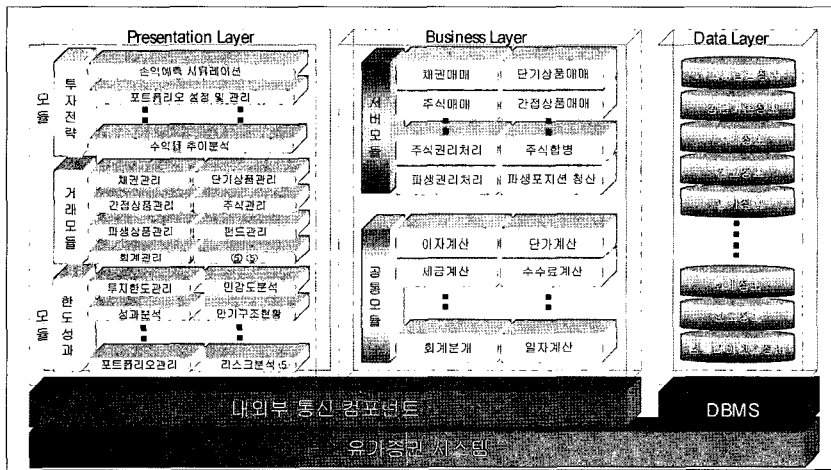 Presentation Layer
Business Layer
Data Layer
투자전략
모듈
손익예측 시뮬레이션
포트폴리오 설정 및 관리
수익률 추이분석
거래모듈
채권관리
단기상품관리
간접상품관리
주식관리
파생상품관리
펀드관리
회계관리
한도성과
모듈
투자한도관리
민감도분석
성과분석
만기구조현황
포트폴리오관리
리스크분석
서버모듈
채권매매
단기상품매매
주식매매
간접상품매매
주식권리처리
주식합병
파생권리처리
파생포지션 청산
공통모듈
이자계산
단가계산
세금계산
수수료계산
회계분개
일자계산
내외부 통신 컴포넌트
DBMS
유가증권 시스템